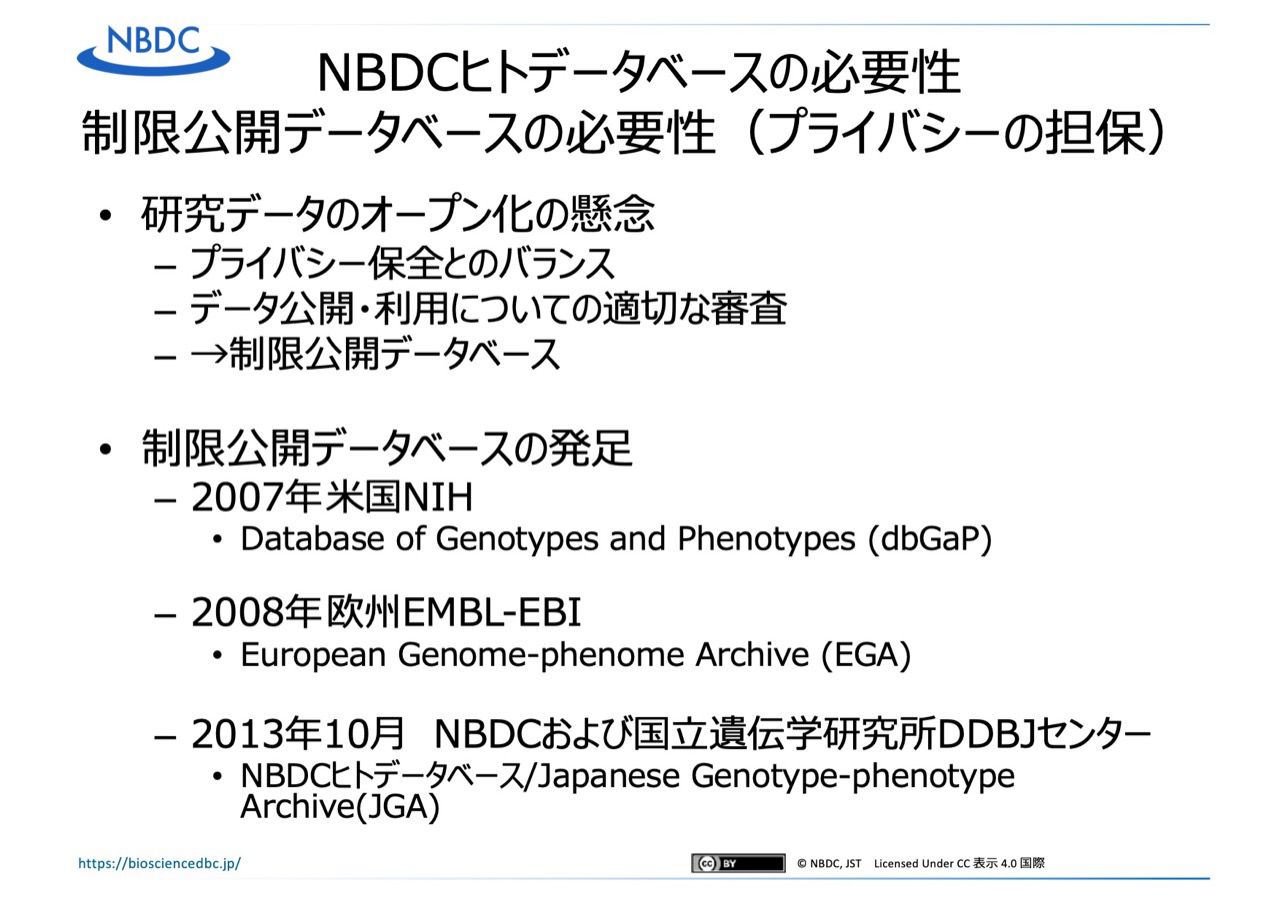 NBDC
NBDCヒトデータベースの必要性
制限公開データベースの必要性（プライバシーの担保）
• 研究データのオープン化の懸念
– プライバシー保全とのバランス
– データ公開・利用についての適切な審査
– →制限公開データベース
• 制限公開データベースの発足
– 2007年米国NIH
• Database of Genotypes and Phenotypes (dbGaP)
– 2008年欧州EMBL-EBI
• European Genome-phenome Archive (EGA)
– 2013年10月　NBDCおよび国立遺伝学研究所DDBJセンター
• NBDCヒトデータベース/Japanese Genotype-phenotype
Archive(JGA)
https://biosciencedbc.jp/
cc BY © NBDC, JST　Licensed Under CC 表示 4.0 国際